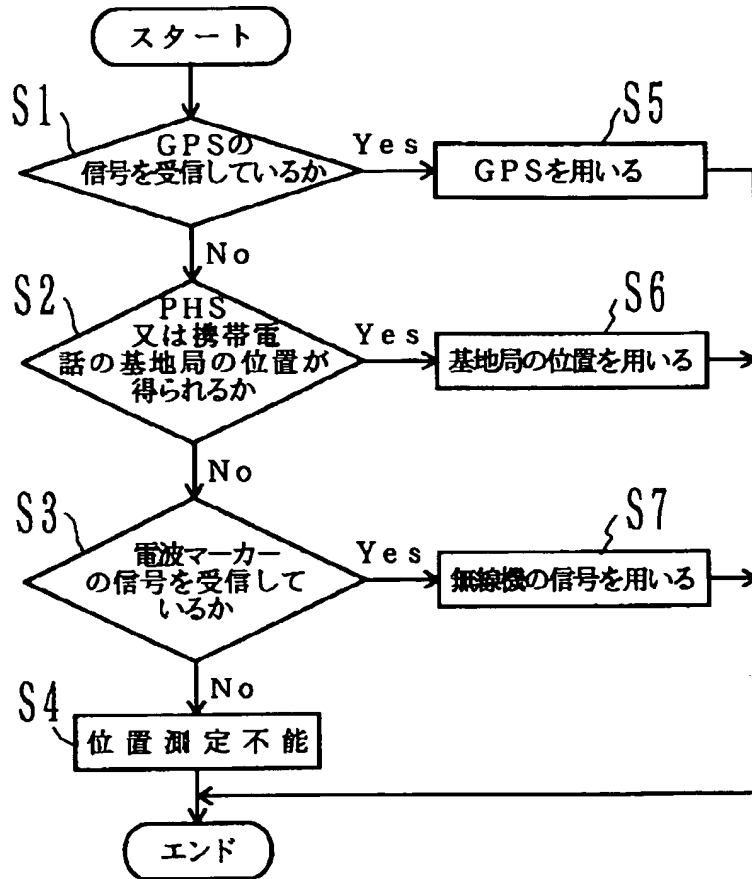 スタート
S1
GPSの
信号を受信しているか
Yes
S5
GPSを用いる
No
S2
PHS
又は携帯電
話の基地局の位置が
得られるか
Yes
S6
基地局の位置を用いる
No
S3
電波マーカー
の信号を受信して
いるか
Yes
S7
無線機の信号を用いる
No
S4
位置測定不能
エンド